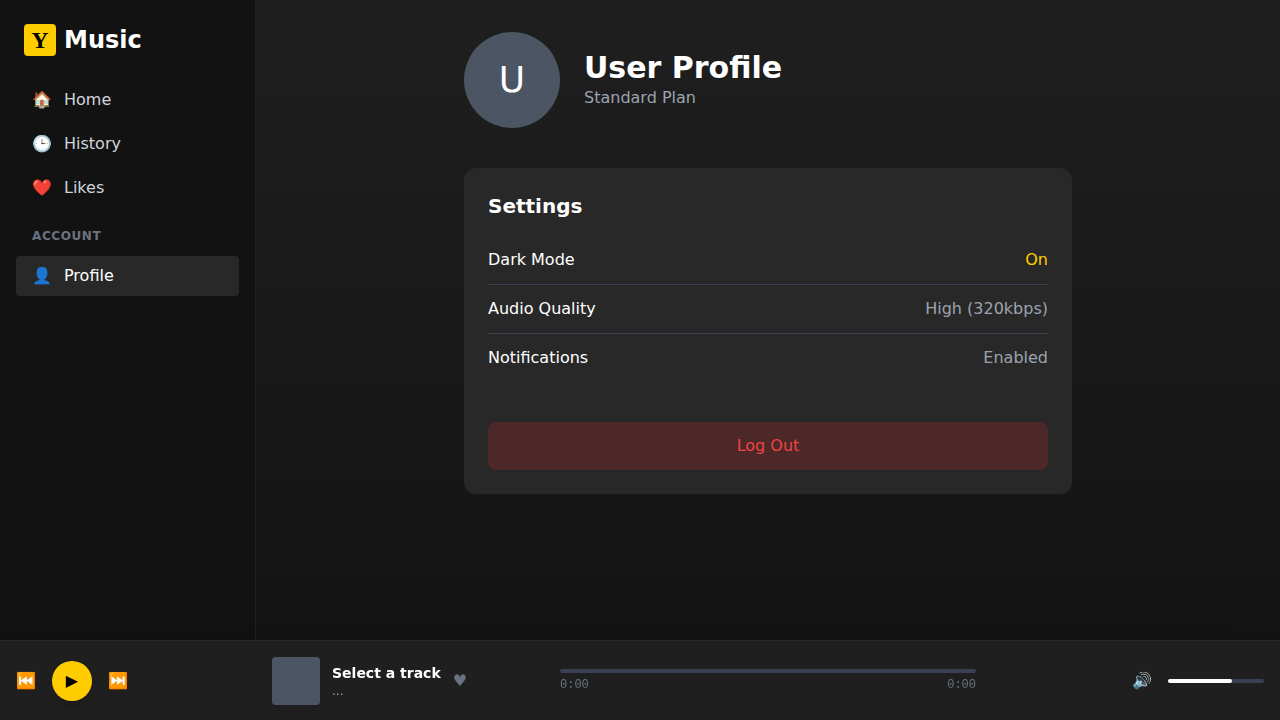 Y Music
Home
History
Likes
ACCOUNT
Profile
U
User Profile
Standard Plan
Settings
Dark Mode On
Audio Quality High (320kbps)
Notifications Enabled
Log Out
Select a track
...
0:00 0:00